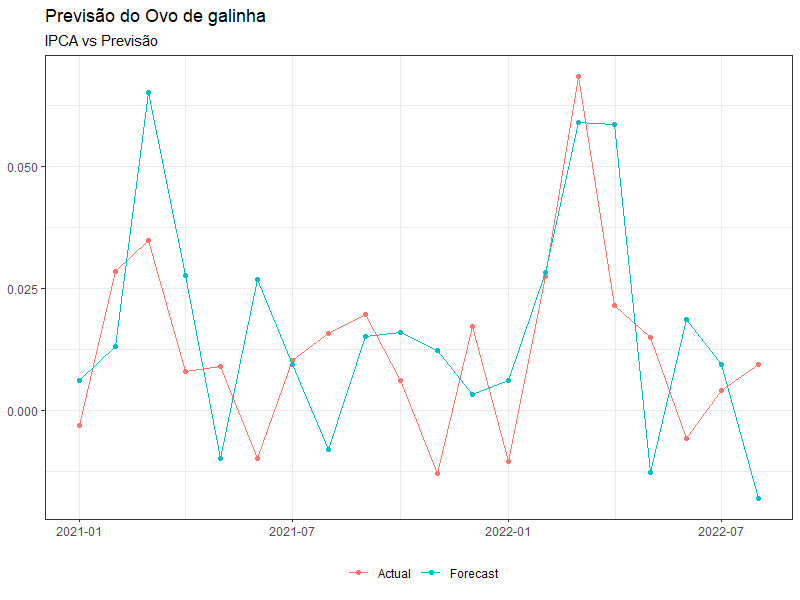 Previsão do Ovo de galinha
IPCA vs Previsão
0.050
0.025
0.000
2021-01 2021-07 2022-01 2022-07
Actual Forecast